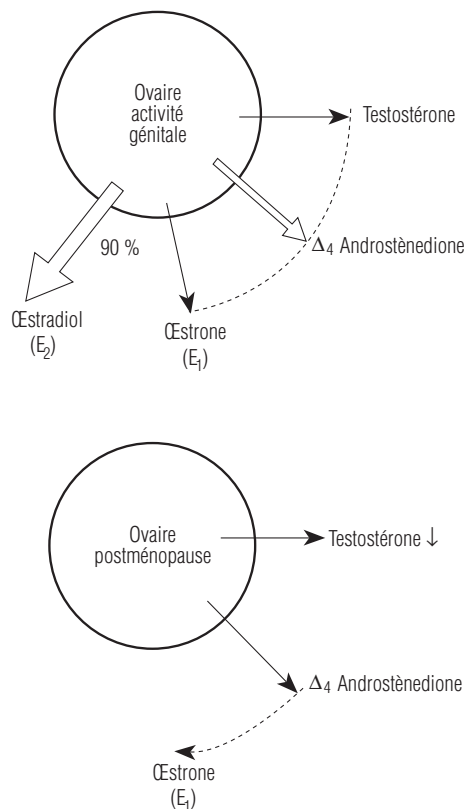 Ovaire
activité
génitale
Testostérone
90 %
Δ4 Androstènedione
Œstradiol
(E2)
Œstrone
(E1)
Ovaire
postménopause
Testostérone ↓
Δ4 Androstènedione
Œstrone
(E1)